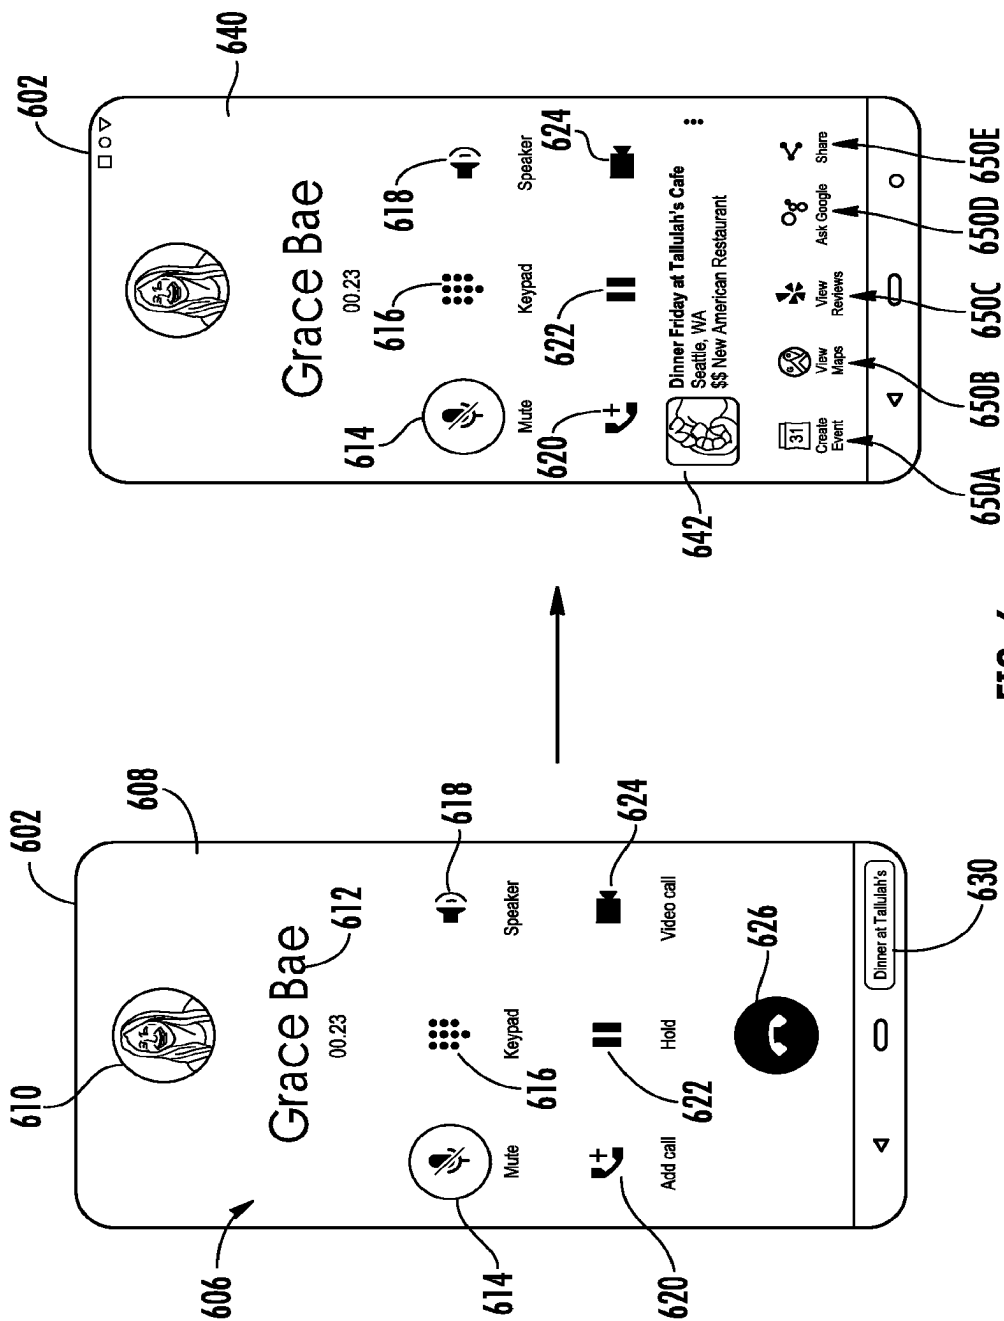 602
610
608
606
Grace Bae
612
00.23
614
Mute
616
Keypad
618
Speaker
620
Add call
622
Hold
624
Video call
626
Dinner at Tallulah's
630
602
640
Grace Bae
00.23
614
Mute
616
Keypad
618
Speaker
620
622
624
642
Dinner Friday at Tallulah's Cafe
Seattle, WA
$$ New American Restaurant
31
Create
Event
View
Maps
View
Reviews
Ask Google
Share
650A
650B
650C
650D
650E
FIG.